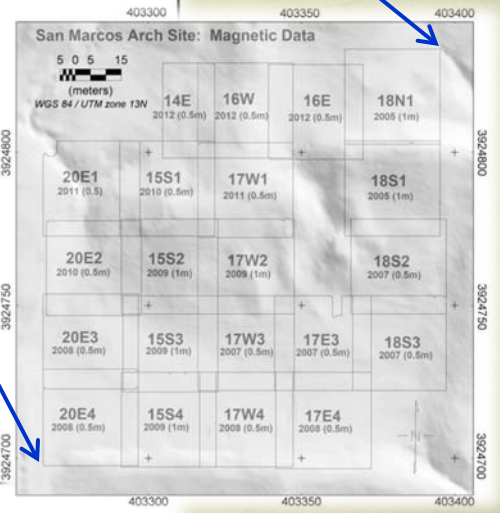 403300 403350 403400
San Marcos Arch Site: Magnetic Data
5 0 5 15
(meters)
WGS 84 / UTM zone 13N
14E 16W 16E 18N1
2012 (0.5m) 2012 (0.5m) 2012 (0.5m) 2005 (1m)
3924800 3924800
20E1 15S1 17W1 18S1
2011 (0.5) 2010 (0.5m) 2011 (0.5m) 2005 (1m)
20E2 15S2 17W2 18S2
2010 (0.5m) 2009 (1m) 2009 (1m) 2007 (0.5m)
3924750 3924750
20E3 15S3 17W3 17E3 18S3
2008 (0.5m) 2009 (1m) 2007 (0.5m) 2007 (0.5m) 2007 (0.5m)
20E4 15S4 17W4 17E4
2008 (0.5m) 2009 (1m) 2008 (0.5m) 2008 (0.5m)
N
3924700 3924700
403300 403350 403400